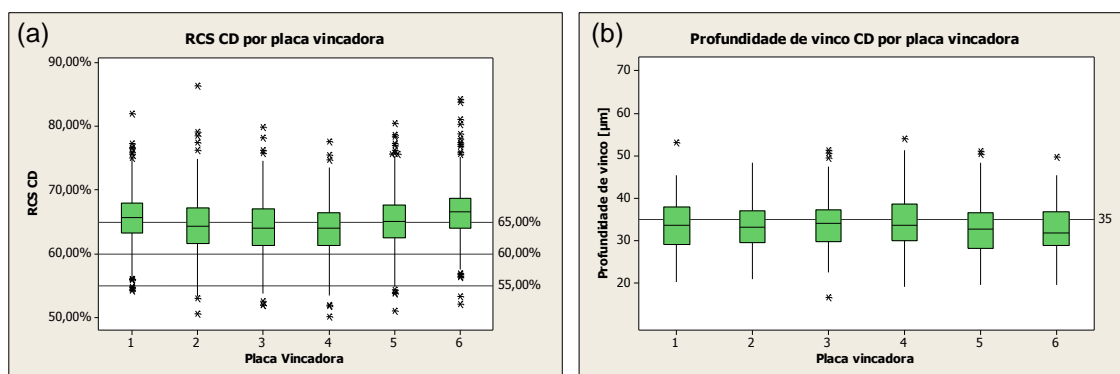 (a)
RCS CD por placa vincadora
RCS CD
90,00%
80,00%
70,00%
60,00%
50,00%
65,00%
60,00%
55,00%
1 2 3 4 5 6
Placa Vincadora
(b)
Profundidade de vinco CD por placa vincadora
Profundidade de vinco [µm]
70
60
50
40
30
20
35
1 2 3 4 5 6
Placa vincadora